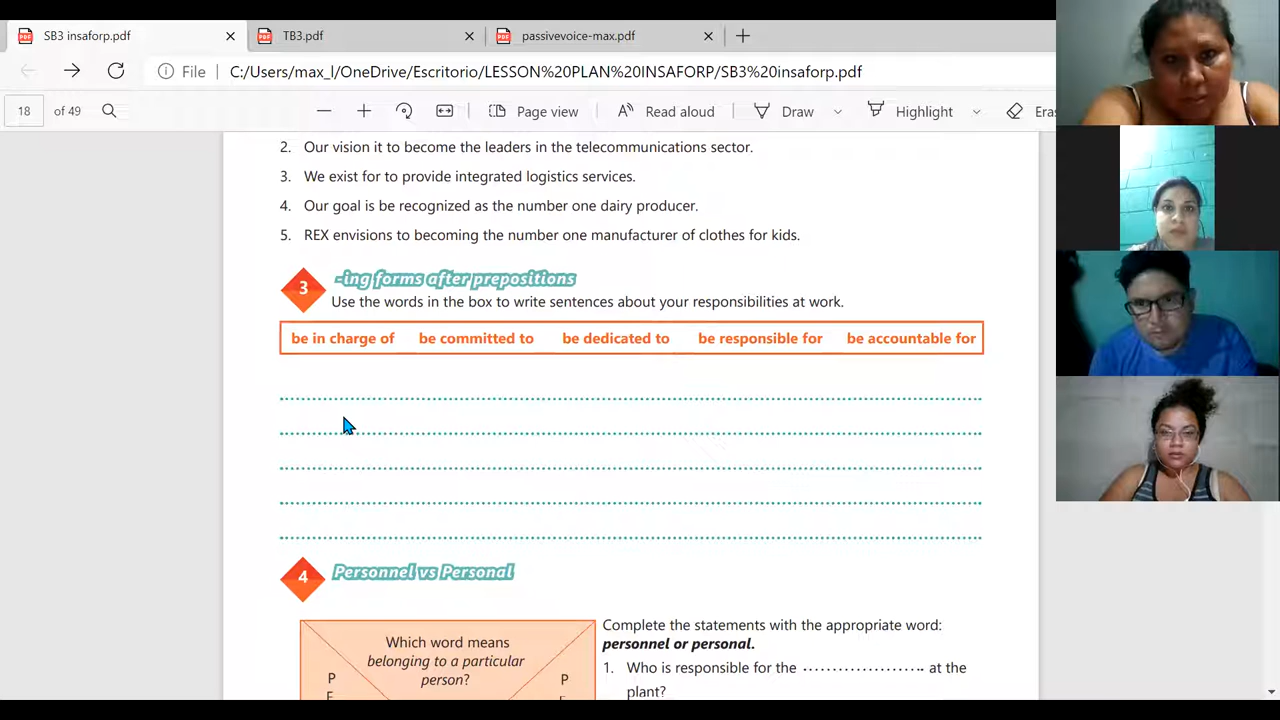 SB3 insaforp.pdf
TB3.pdf
passivevoice-max.pdf
File
C:/Users/max_l/OneDrive/Escritorio/LESSON%20PLAN%20INSAFORP/SB3%20insaforp.pdf
18 of 49
Page view
Read aloud
Draw
Highlight
Eras
2. Our vision it to become the leaders in the telecommunications sector.
3. We exist for to provide integrated logistics services.
4. Our goal is be recognized as the number one dairy producer.
5. REX envisions to becoming the number one manufacturer of clothes for kids.
3 -ing forms after prepositions
Use the words in the box to write sentences about your responsibilities at work.
be in charge of be committed to be dedicated to be responsible for be accountable for
4 Personnel vs Personal
Which word means
belonging to a particular
person?
P
E
P
Complete the statements with the appropriate word:
personnel or personal.
1. Who is responsible for the .................... at the
plant?